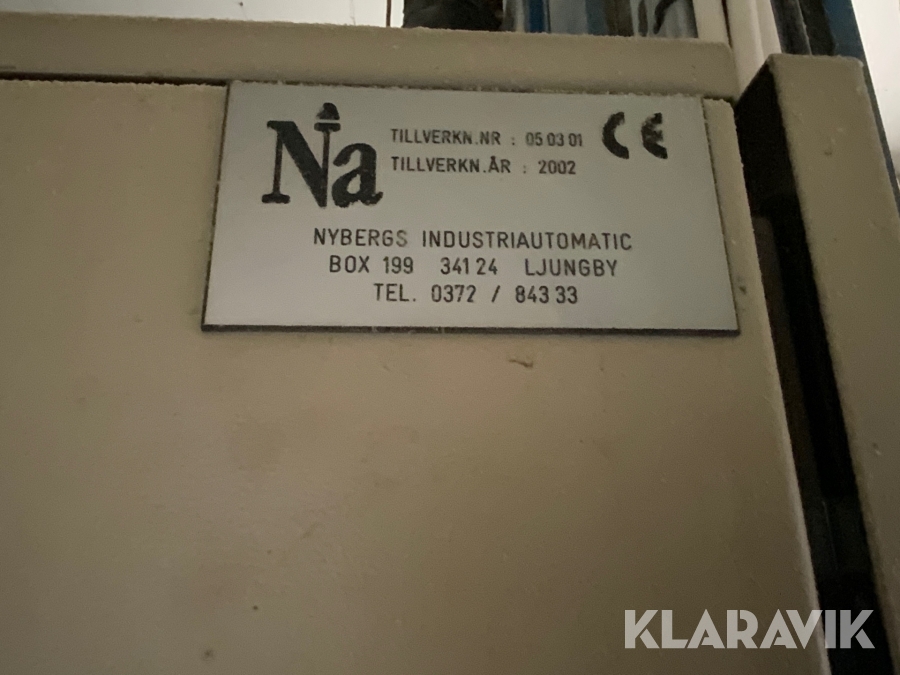 Na
TILLVERKN.NR : 05 03 01
CE
TILLVERKN.ÅR : 2002
NYBERGS INDUSTRIAUTOMATIC
BOX 199 341 24 LJUNGBY
TEL. 0372 / 843 33
KLARAVIK